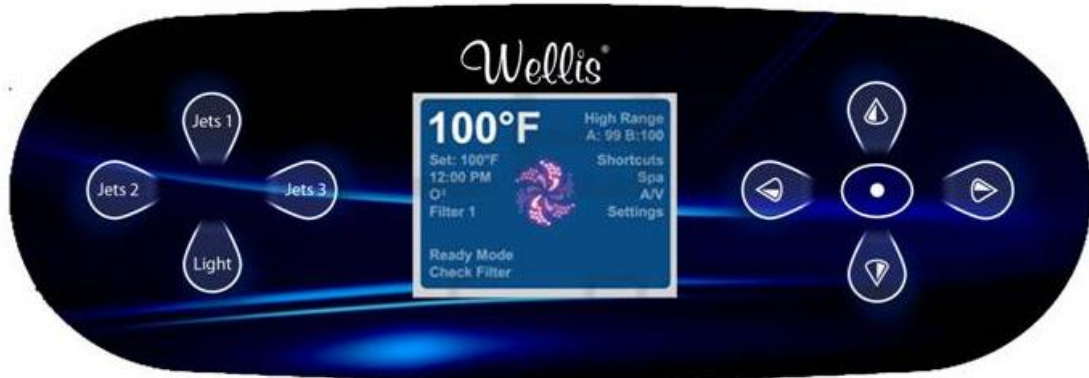 Wellis®
Jets 1
Jets 2
Jets 3
Light
100°F
High Range
A: 99 B:100
Set: 100°F
Shortcuts
12:00 PM
Spa
O³
A/V
Filter 1
Settings
Ready Mode
Check Filter